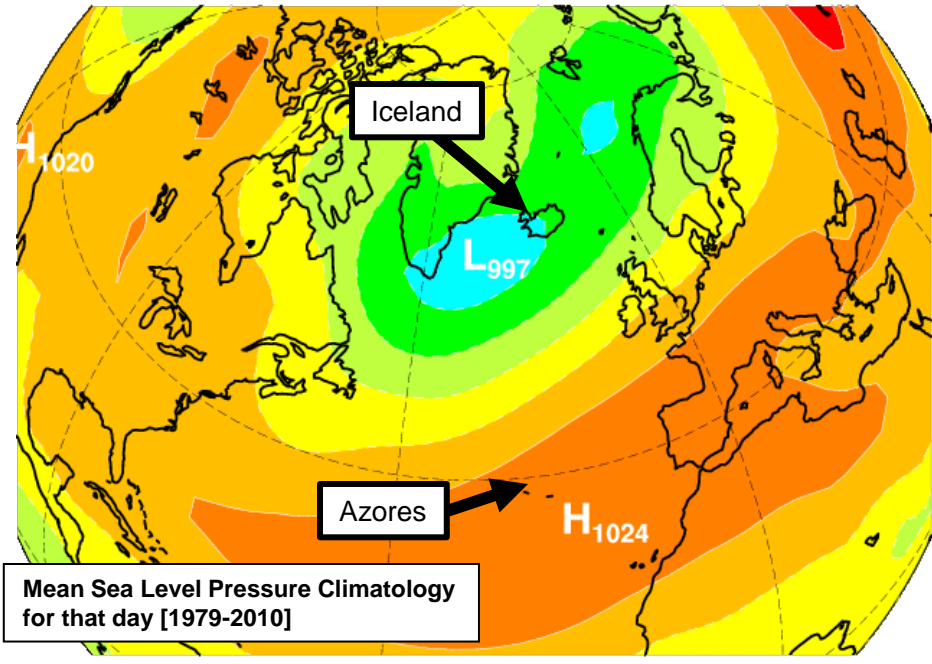 Iceland
H1020
L997
Azores
H1024
Mean Sea Level Pressure Climatology
for that day [1979-2010]